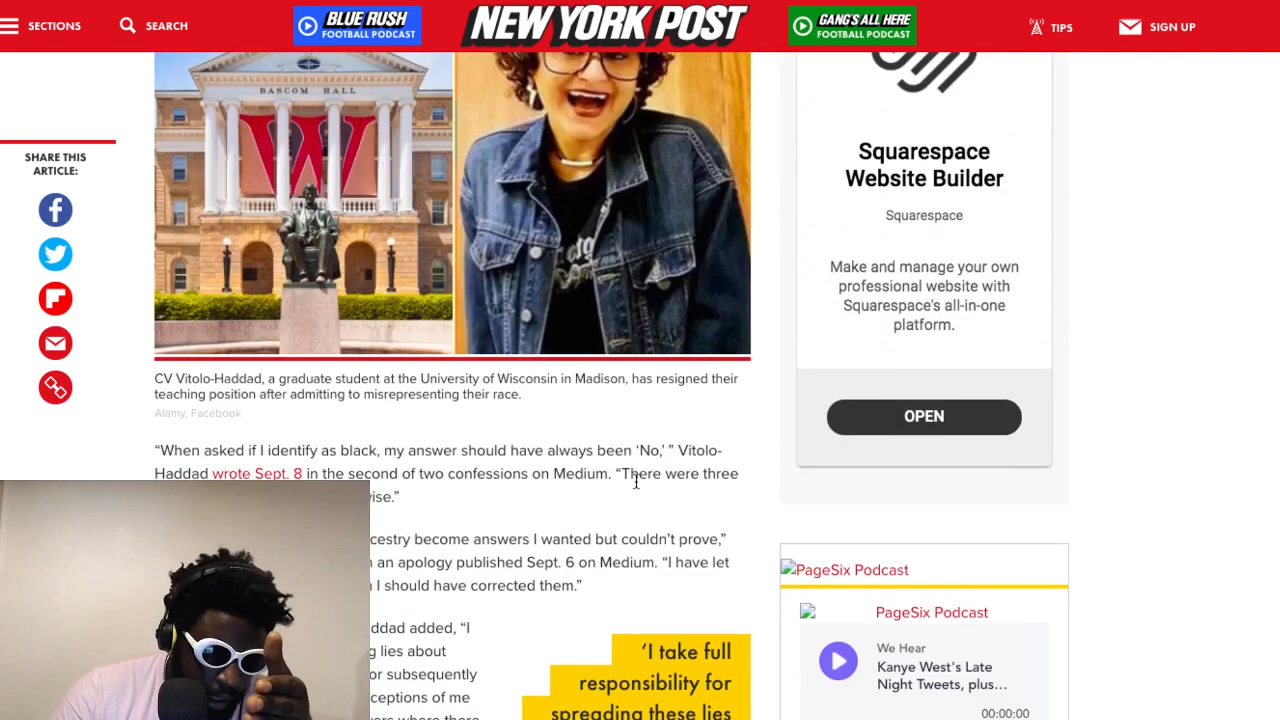 SECTIONS
SEARCH
BLUE RUSH
FOOTBALL PODCAST
NEW YORK POST
GANG'S ALL HERE
FOOTBALL PODCAST
TIPS
SIGN UP
SHARE THIS
ARTICLE:
BASCOM HALL
W
CV Vitolo-Haddad, a graduate student at the University of Wisconsin in Madison, has resigned their
teaching position after admitting to misrepresenting their race.
Alamy, Facebook
“When asked if I identify as black, my answer should have always been ‘No,’ ” Vitolo-
Haddad wrote Sept. 8 in the second of two confessions on Medium. “There were three
wise.”
cestry become answers I wanted but couldn’t prove,”
an apology published Sept. 6 on Medium. “I have let
I should have corrected them.”
ddad added, “I
g lies about
or subsequently
ceptions of me
‘I take full
responsibility for
spreading these lies
Squarespace
Website Builder
Squarespace
Make and manage your own
professional website with
Squarespace's all-in-one
platform.
OPEN
PageSix Podcast
PageSix Podcast
We Hear
Kanye West's Late
Night Tweets, plus…
00:00:00